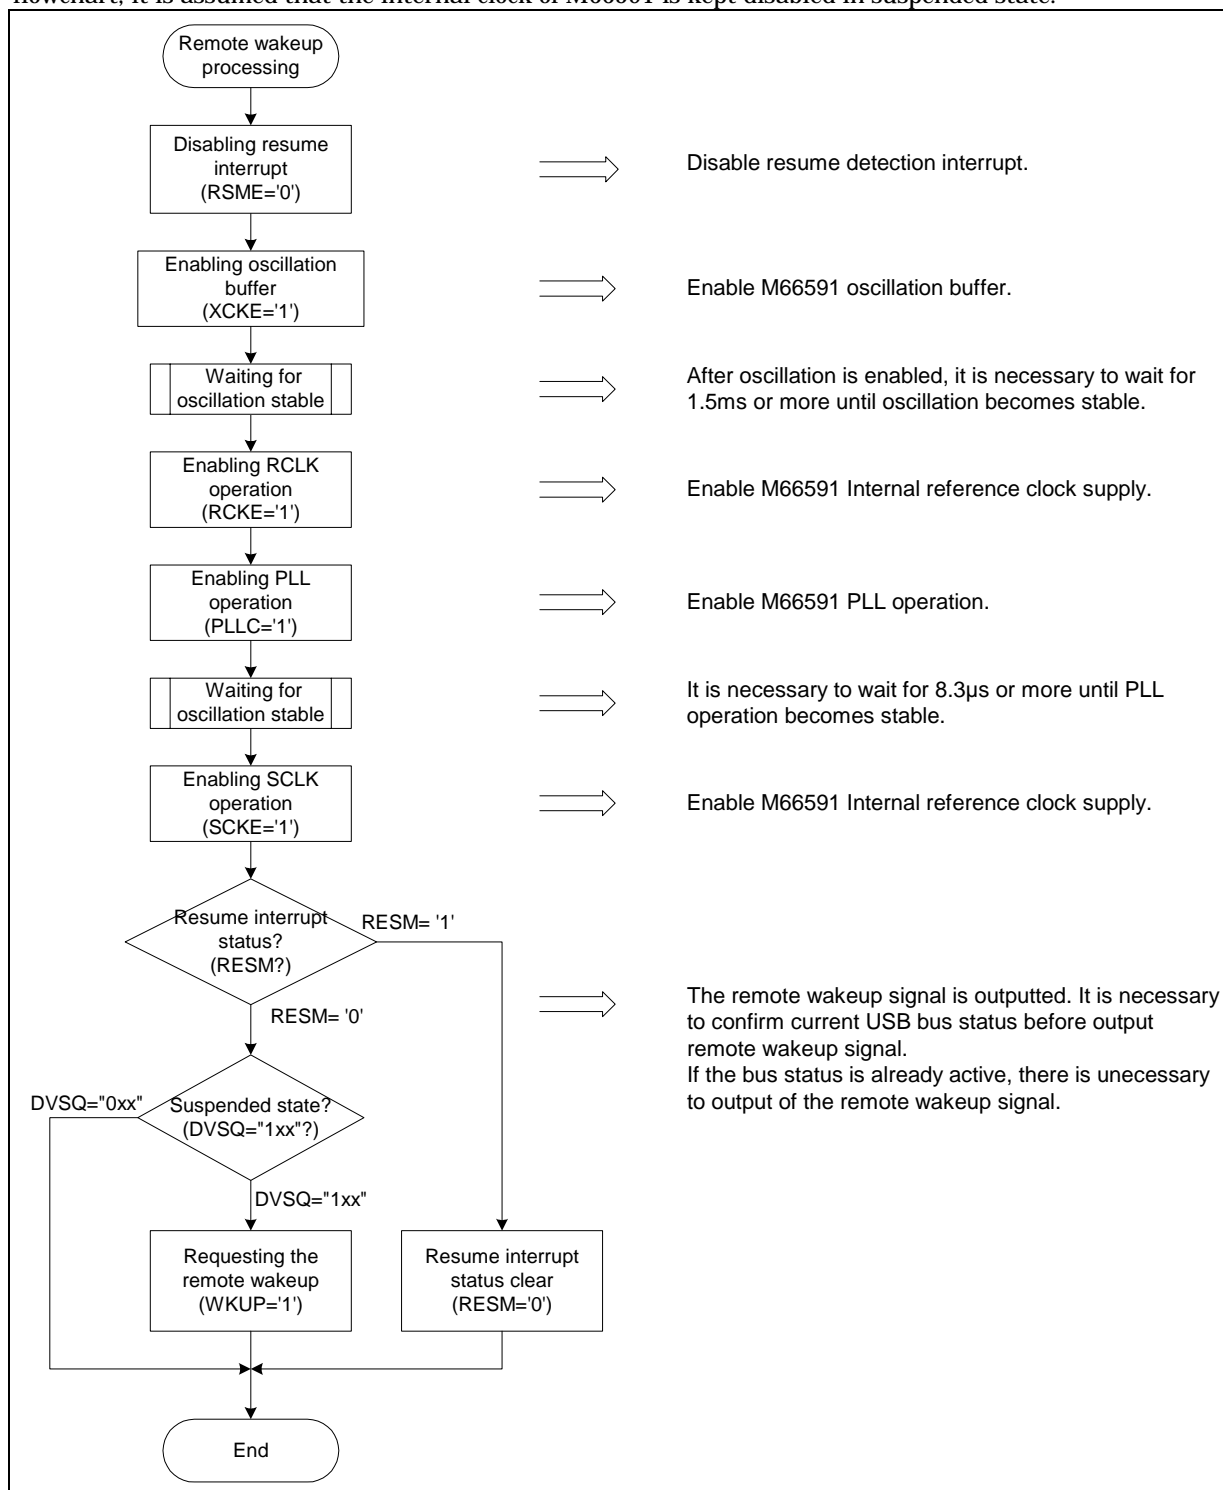 flowchart, it is assumed that the internal clock of M66591 is kept disabled in suspended state.
Remote wakeup
processing
Disabling resume
interrupt
(RSME='0')
Disable resume detection interrupt.
Enabling oscillation
buffer
(XCKE='1')
Enable M66591 oscillation buffer.
Waiting for
oscillation stable
After oscillation is enabled, it is necessary to wait for
1.5ms or more until oscillation becomes stable.
Enabling RCLK
operation
(RCKE='1')
Enable M66591 Internal reference clock supply.
Enabling PLL
operation
(PLLC='1')
Enable M66591 PLL operation.
Waiting for
oscillation stable
It is necessary to wait for 8.3µs or more until PLL
operation becomes stable.
Enabling SCLK
operation
(SCKE='1')
Enable M66591 Internal reference clock supply.
Resume interrupt
status?
(RESM?)
RESM= '1'
RESM= '0'
The remote wakeup signal is outputted. It is necessary
to confirm current USB bus status before output
remote wakeup signal.
If the bus status is already active, there is unecessary
to output of the remote wakeup signal.
DVSQ="0xx"
Suspended state?
(DVSQ="1xx"?)
DVSQ="1xx"
Requesting the
remote wakeup
(WKUP='1')
Resume interrupt
status clear
(RESM='0')
End